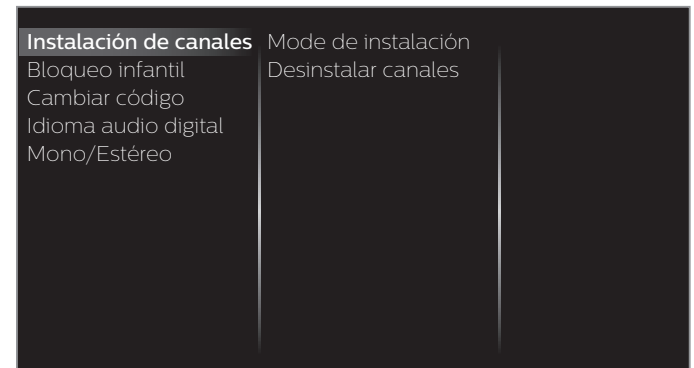 Instalación de canales Mode de instalación
Bloqueo infantil Desinstalar canales
Cambiar código
Idioma audio digital
Mono/Estéreo